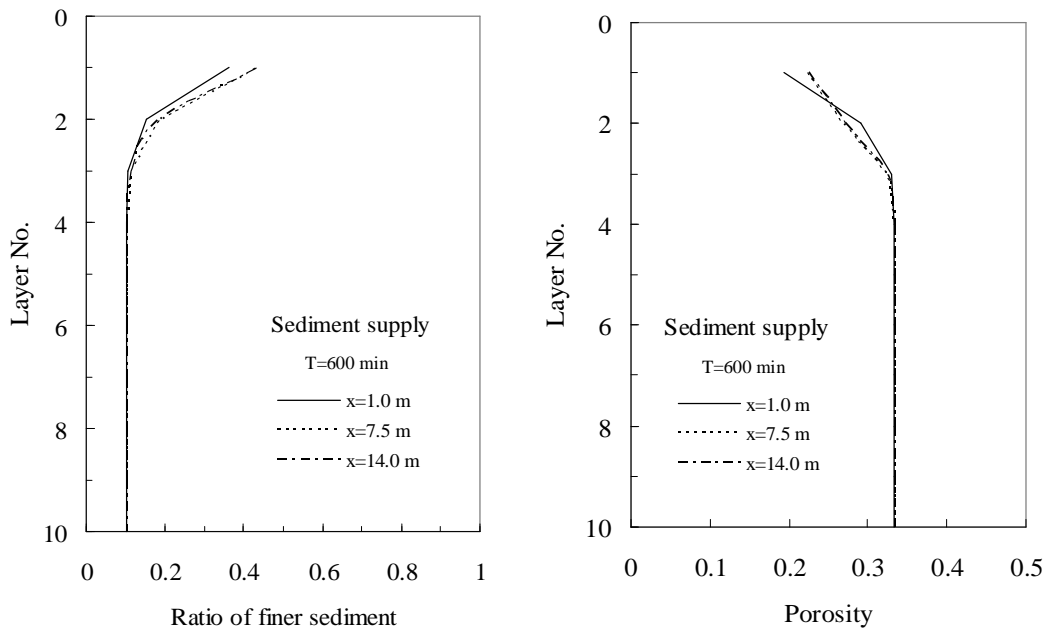 0
2
4
6
8
10
Layer No.
Sediment supply
T=600 min
x=1.0 m
x=7.5 m
x=14.0 m
0 0.2 0.4 0.6 0.8 1
Ratio of finer sediment
0
2
4
6
8
10
Layer No.
Sediment supply
T=600 min
x=1.0 m
x=7.5 m
x=14.0 m
0 0.1 0.2 0.3 0.4 0.5
Porosity